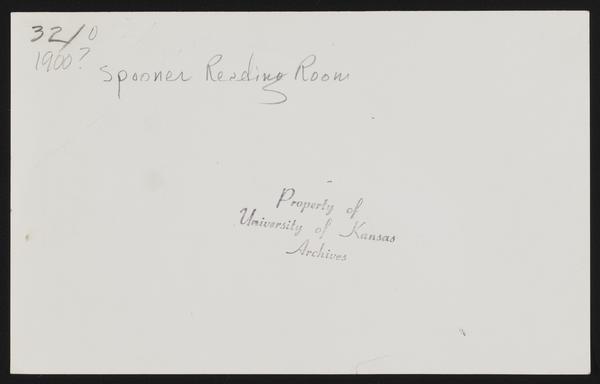 32/0
1900?
Spooner Reading Room
Property of
University of Kansas
Archives